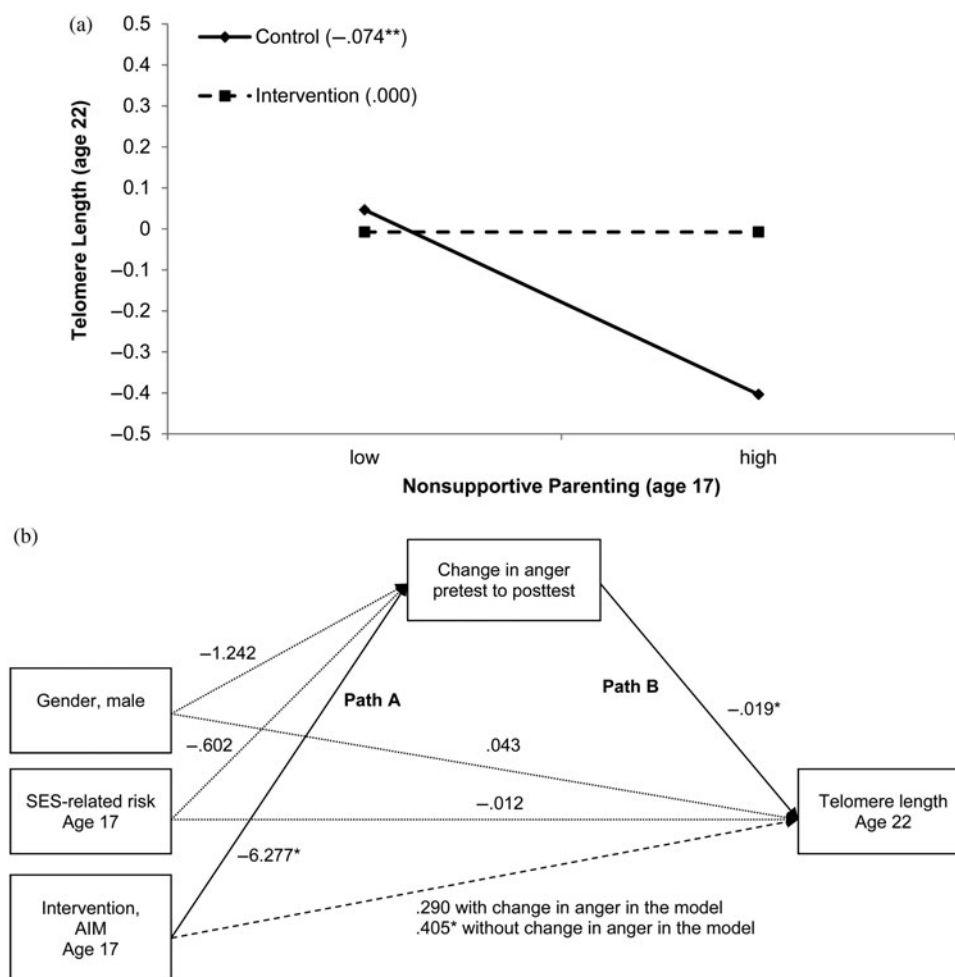 (a)
Control (–.074**)
Intervention (.000)
Telomere Length (age 22)
0.5
0.4
0.3
0.2
0.1
0
–0.1
–0.2
–0.3
–0.4
–0.5
low
high
Nonsupportive Parenting (age 17)
(b)
Change in anger
pretest to posttest
–1.242
Path A
Path B
Gender, male
–.602
.043
–.019*
SES-related risk
Age 17
–.012
Telomere length
Age 22
–6.277*
Intervention,
AIM
Age 17
.290 with change in anger in the model
.405* without change in anger in the model